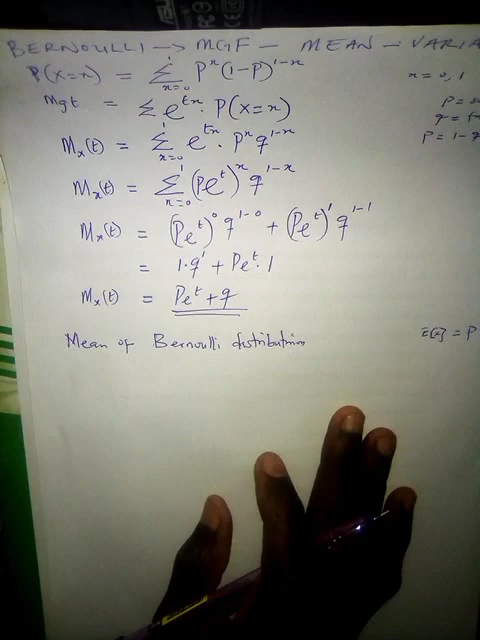 BERNOULLI → MGF - MEAN - VARIA
P(X=x) = Σ_{x=0}^{1} P^x (1-P)^{1-x} x = 0, 1
Mgt = Σ e^{tx} . P(X=x) P=
M_x(t) = Σ_{x=0}^{1} e^{tx} . P^x q^{1-x} q=
P=1-q
M_x(t) = Σ_{x=0}^{1} (Pe^t)^x q^{1-x}
M_x(t) = (Pe^t)^0 q^{1-0} + (Pe^t)^1 q^{1-1}
= 1.q^1 + Pe^t.1
M_x(t) = Pe^t + q
Mean of Bernoulli distribution E[x] = P